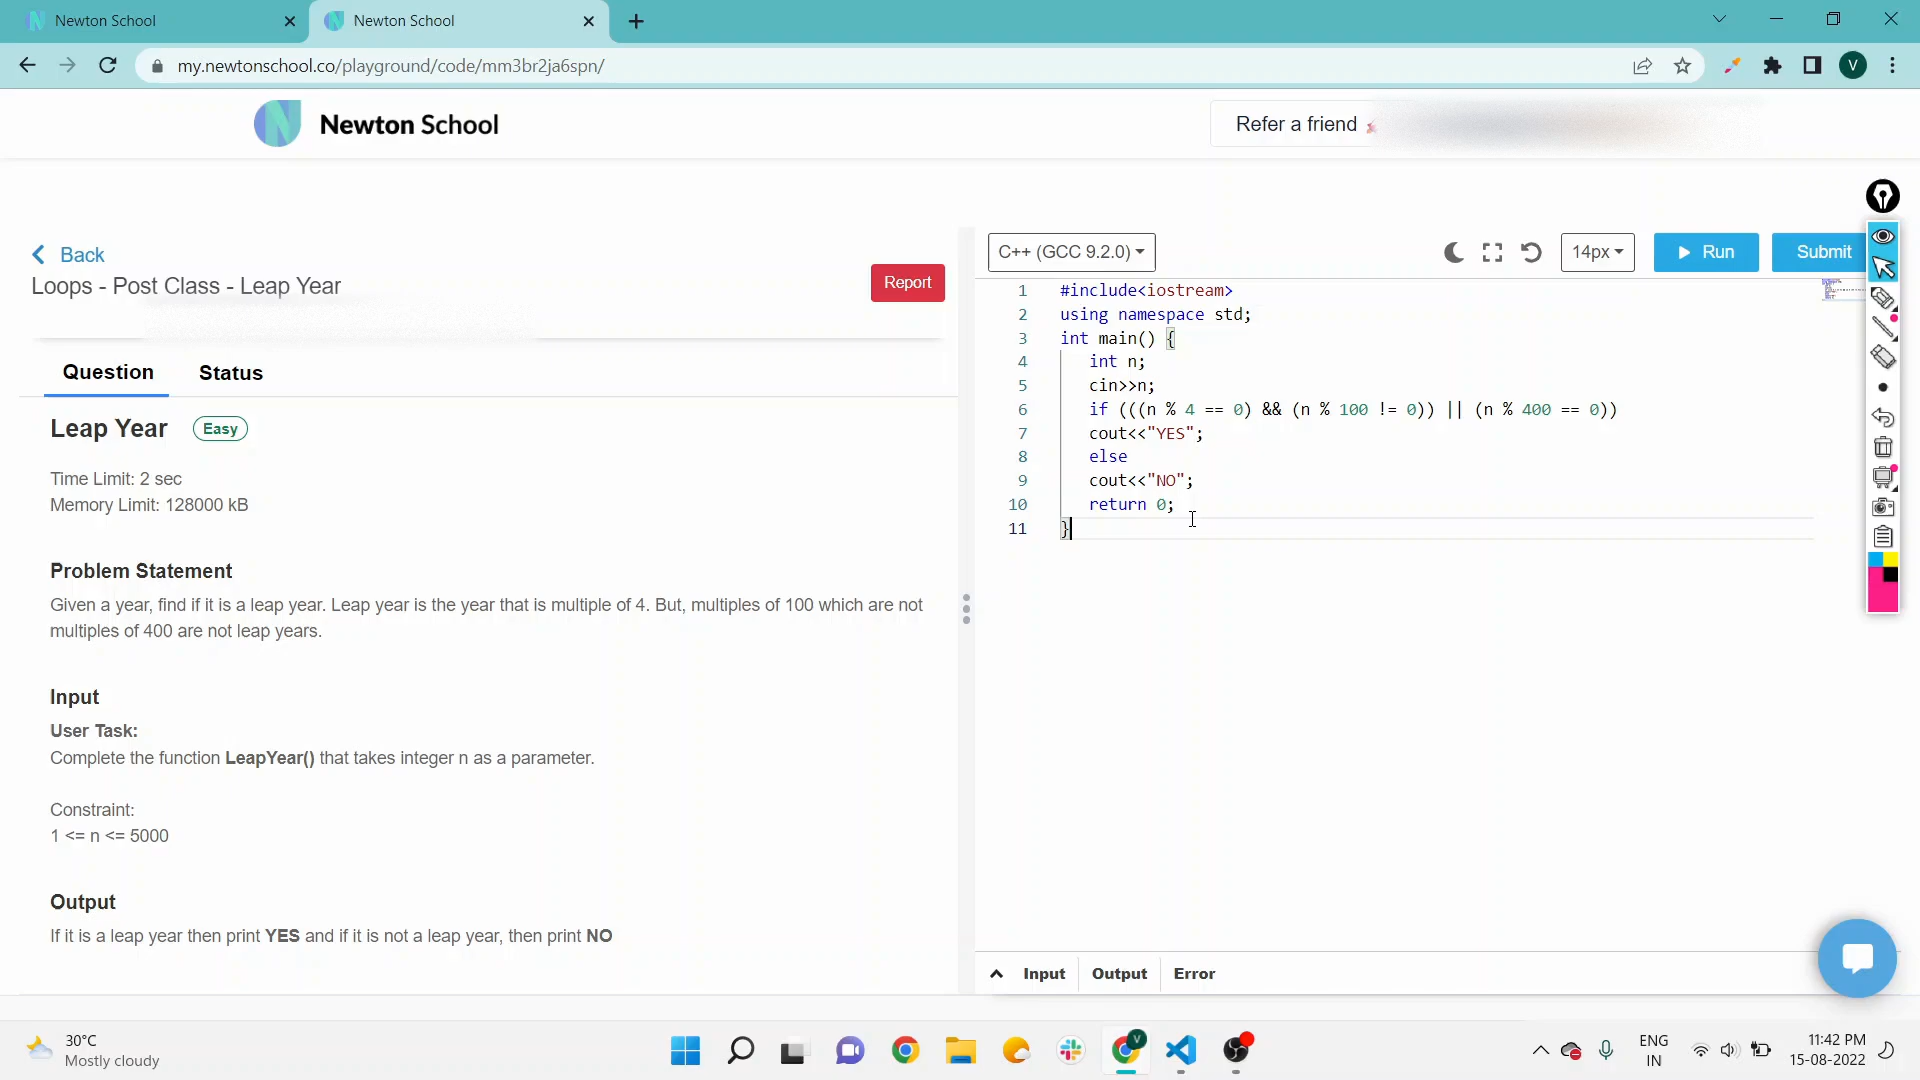 Newton School
Newton School
my.newtonschool.co/playground/code/mm3br2ja6spn/
V
Newton School
Refer a friend
Back
Loops - Post Class - Leap Year
Report
Question
Status
Leap Year
Easy
Time Limit: 2 sec
Memory Limit: 128000 kB
Problem Statement
Given a year, find if it is a leap year. Leap year is the year that is multiple of 4. But, multiples of 100 which are not
multiples of 400 are not leap years.
Input
User Task:
Complete the function LeapYear() that takes integer n as a parameter.
Constraint:
1 <= n <= 5000
Output
If it is a leap year then print YES and if it is not a leap year, then print NO
C++ (GCC 9.2.0)
14px
Run
Submit
1 #include<iostream>
2 using namespace std;
3 int main() {
4 int n;
5 cin>>n;
6 if (((n % 4 == 0) && (n % 100 != 0)) || (n % 400 == 0))
7 cout<<"YES";
8 else
9 cout<<"NO";
10 return 0;
11 }
Input
Output
Error
30°C
Mostly cloudy
V
ENG
IN
11:42 PM
15-08-2022